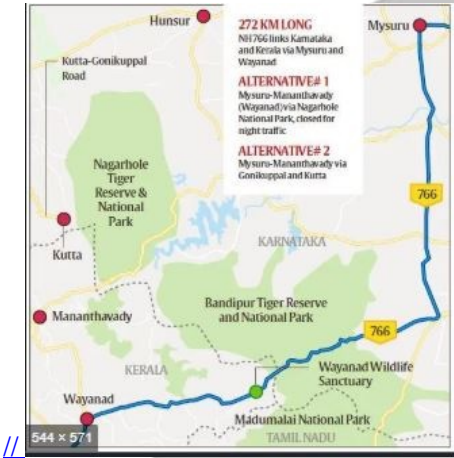 Hunsur
272 KM LONG
NH766 links Karnataka
and Kerala via Mysuru and
Wayanad
ALTERNATIVE# 1
Mysuru-Mananthavady
(Wayanad) via Nagarhole
National Park, closed for
night traffic
ALTERNATIVE# 2
Mysuru-Mananthavady via
Gonikuppal and Kutta
Mysuru
Kutta-Gonikuppal
Road
Nagarhole
Tiger
Reserve &
National
Park
766
Kutta
KARNATAKA
Bandipur Tiger Reserve
and National Park
Mananthavady
766
KERALA
Wayanad Wildlife
Sanctuary
Wayanad
Madumalai National Park
TAMIL NADU
// 544 × 571